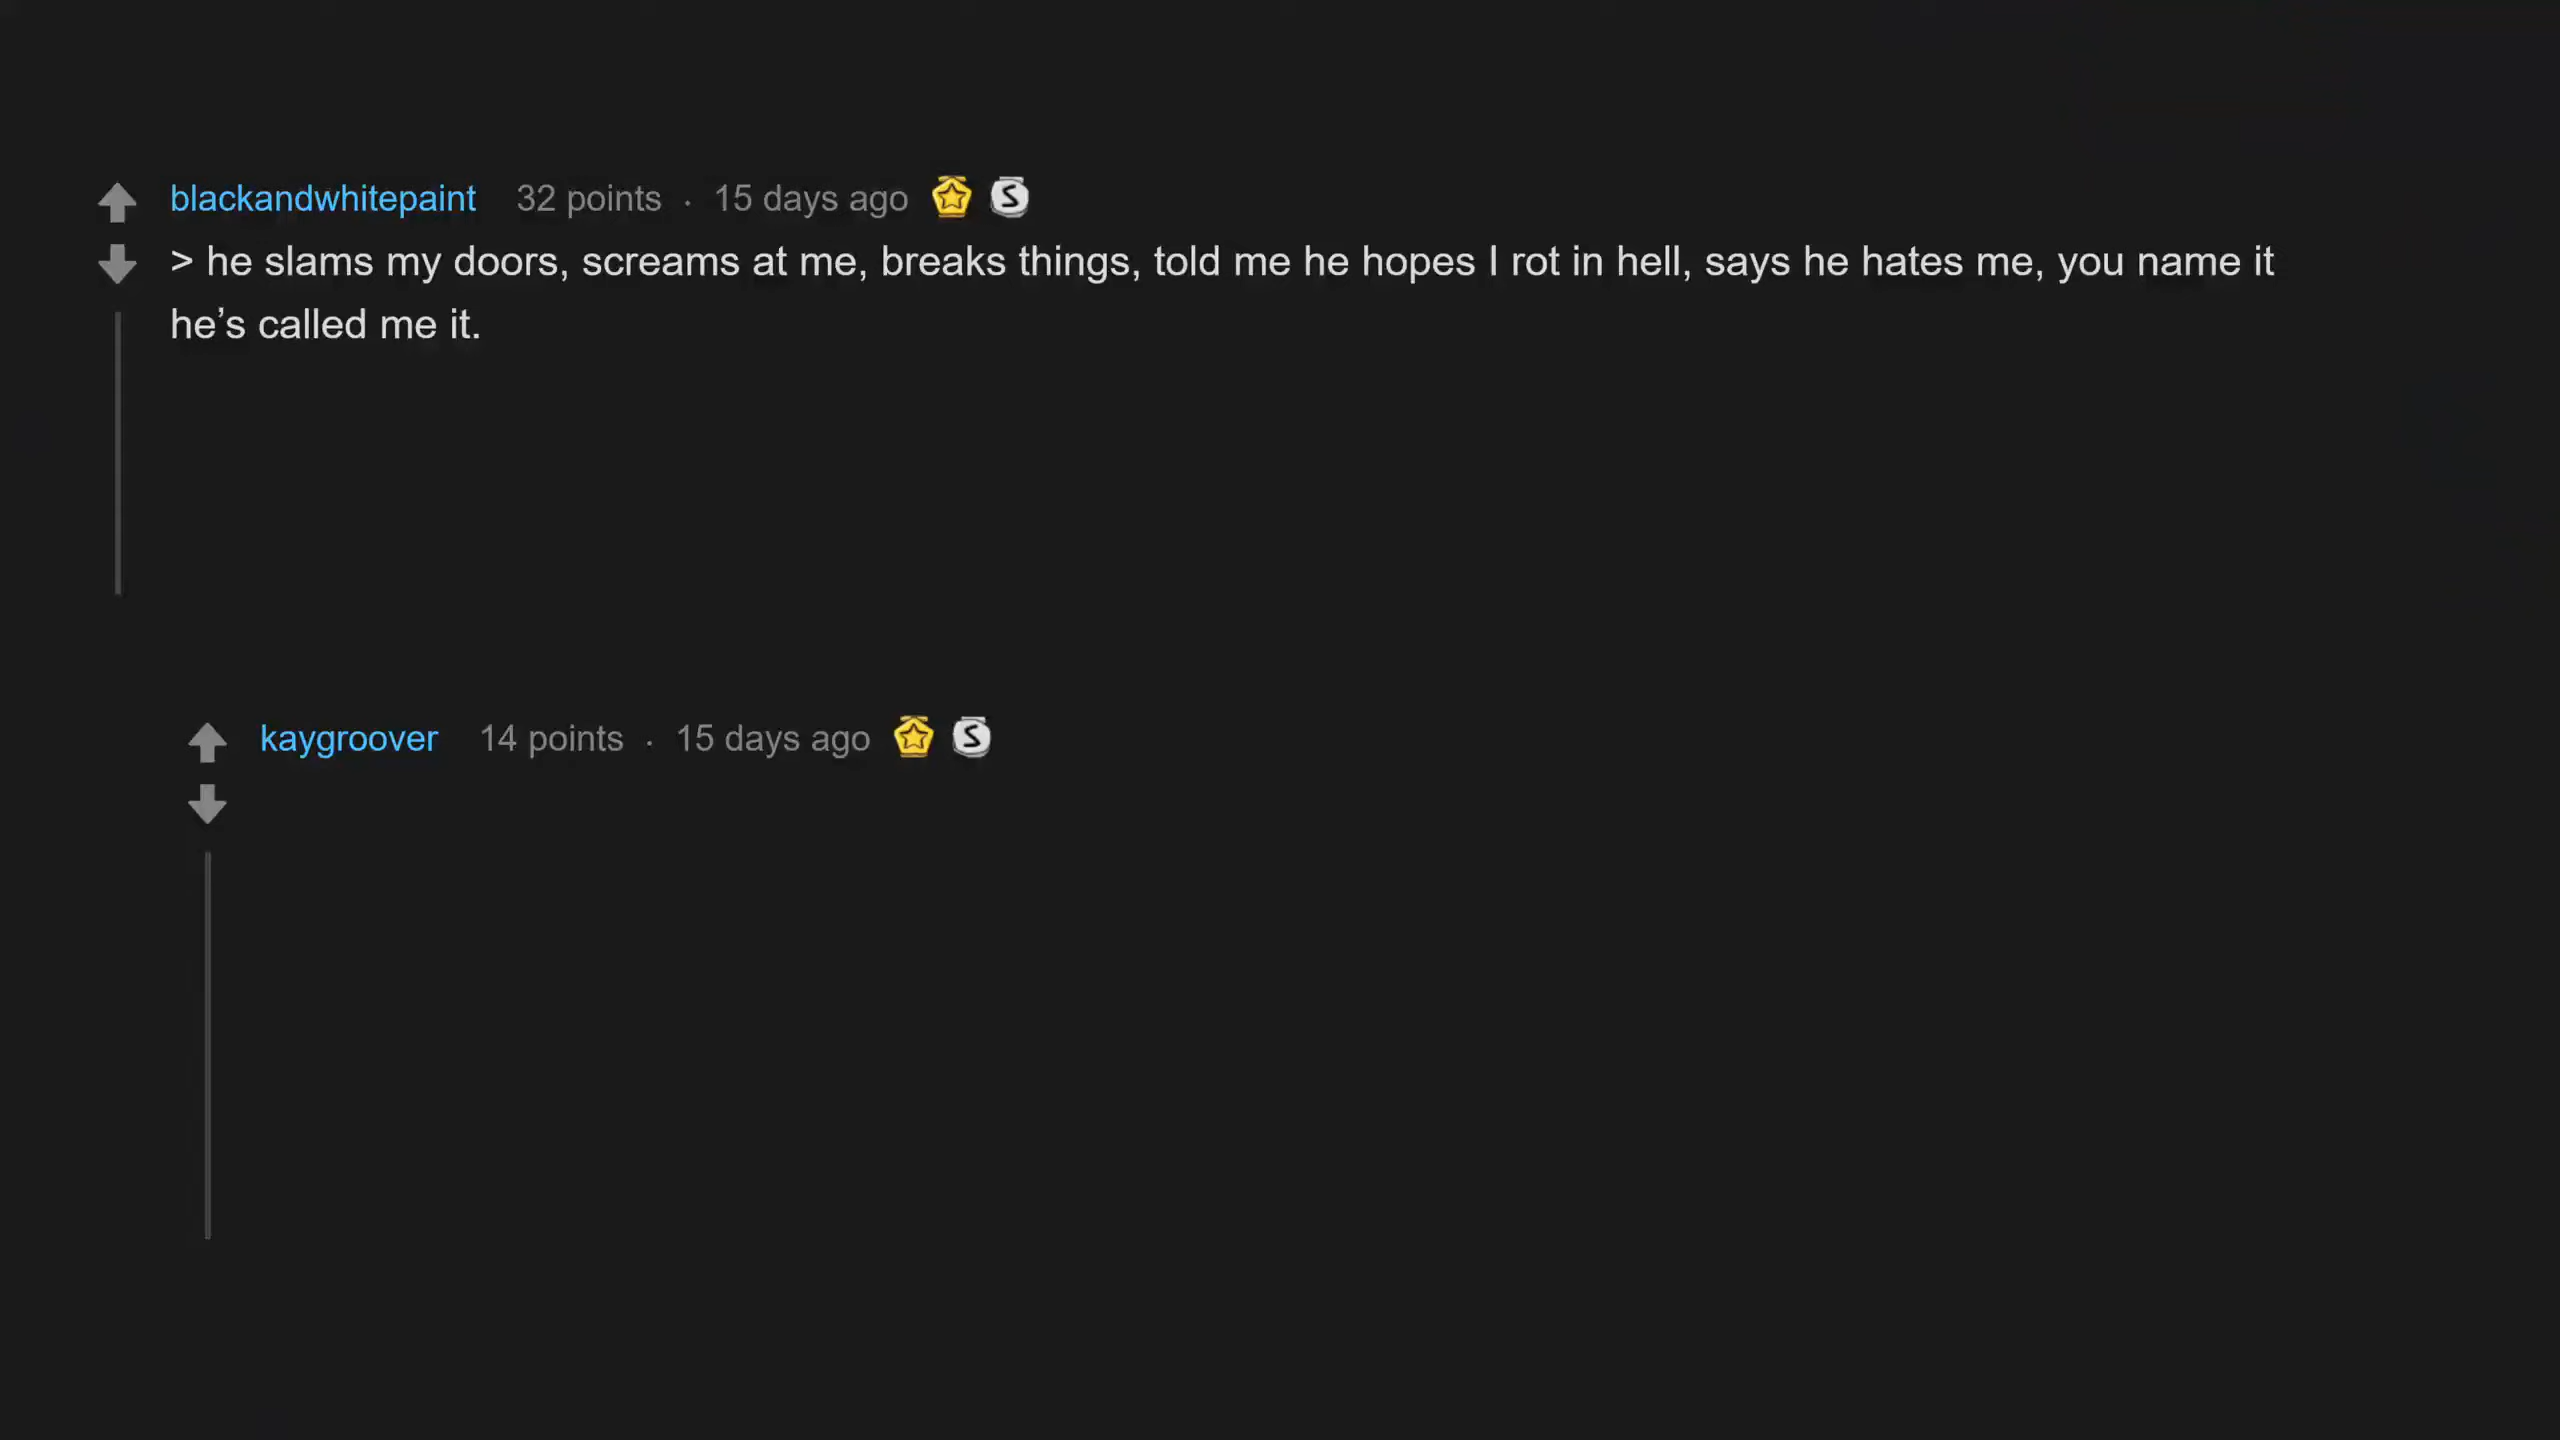 blackandwhitepaint 32 points · 15 days ago
> he slams my doors, screams at me, breaks things, told me he hopes I rot in hell, says he hates me, you name it
he’s called me it.
kaygroover 14 points · 15 days ago